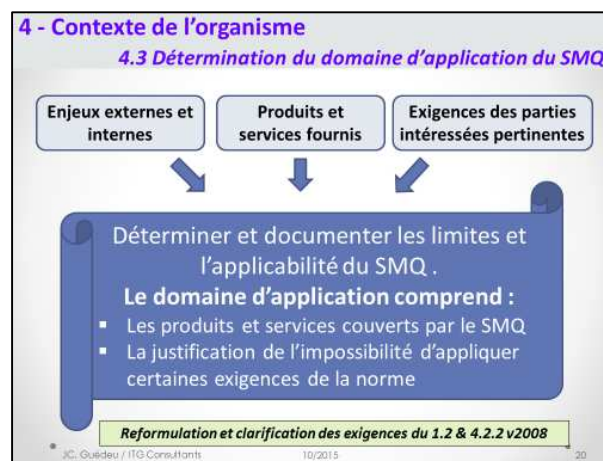 4 - Contexte de l'organisme
4.3 Détermination du domaine d'application du SMQ
Enjeux externes et
internes
Produits et
services fournis
Exigences des parties
intéressées pertinentes
Déterminer et documenter les limites et
l'applicabilité du SMQ .
Le domaine d'application comprend :
▪ Les produits et services couverts par le SMQ
▪ La justification de l'impossibilité d'appliquer
certaines exigences de la norme
Reformulation et clarification des exigences du 1.2 & 4.2.2 v2008
JC. Guédeu / ITG Consultants 10/2015 20